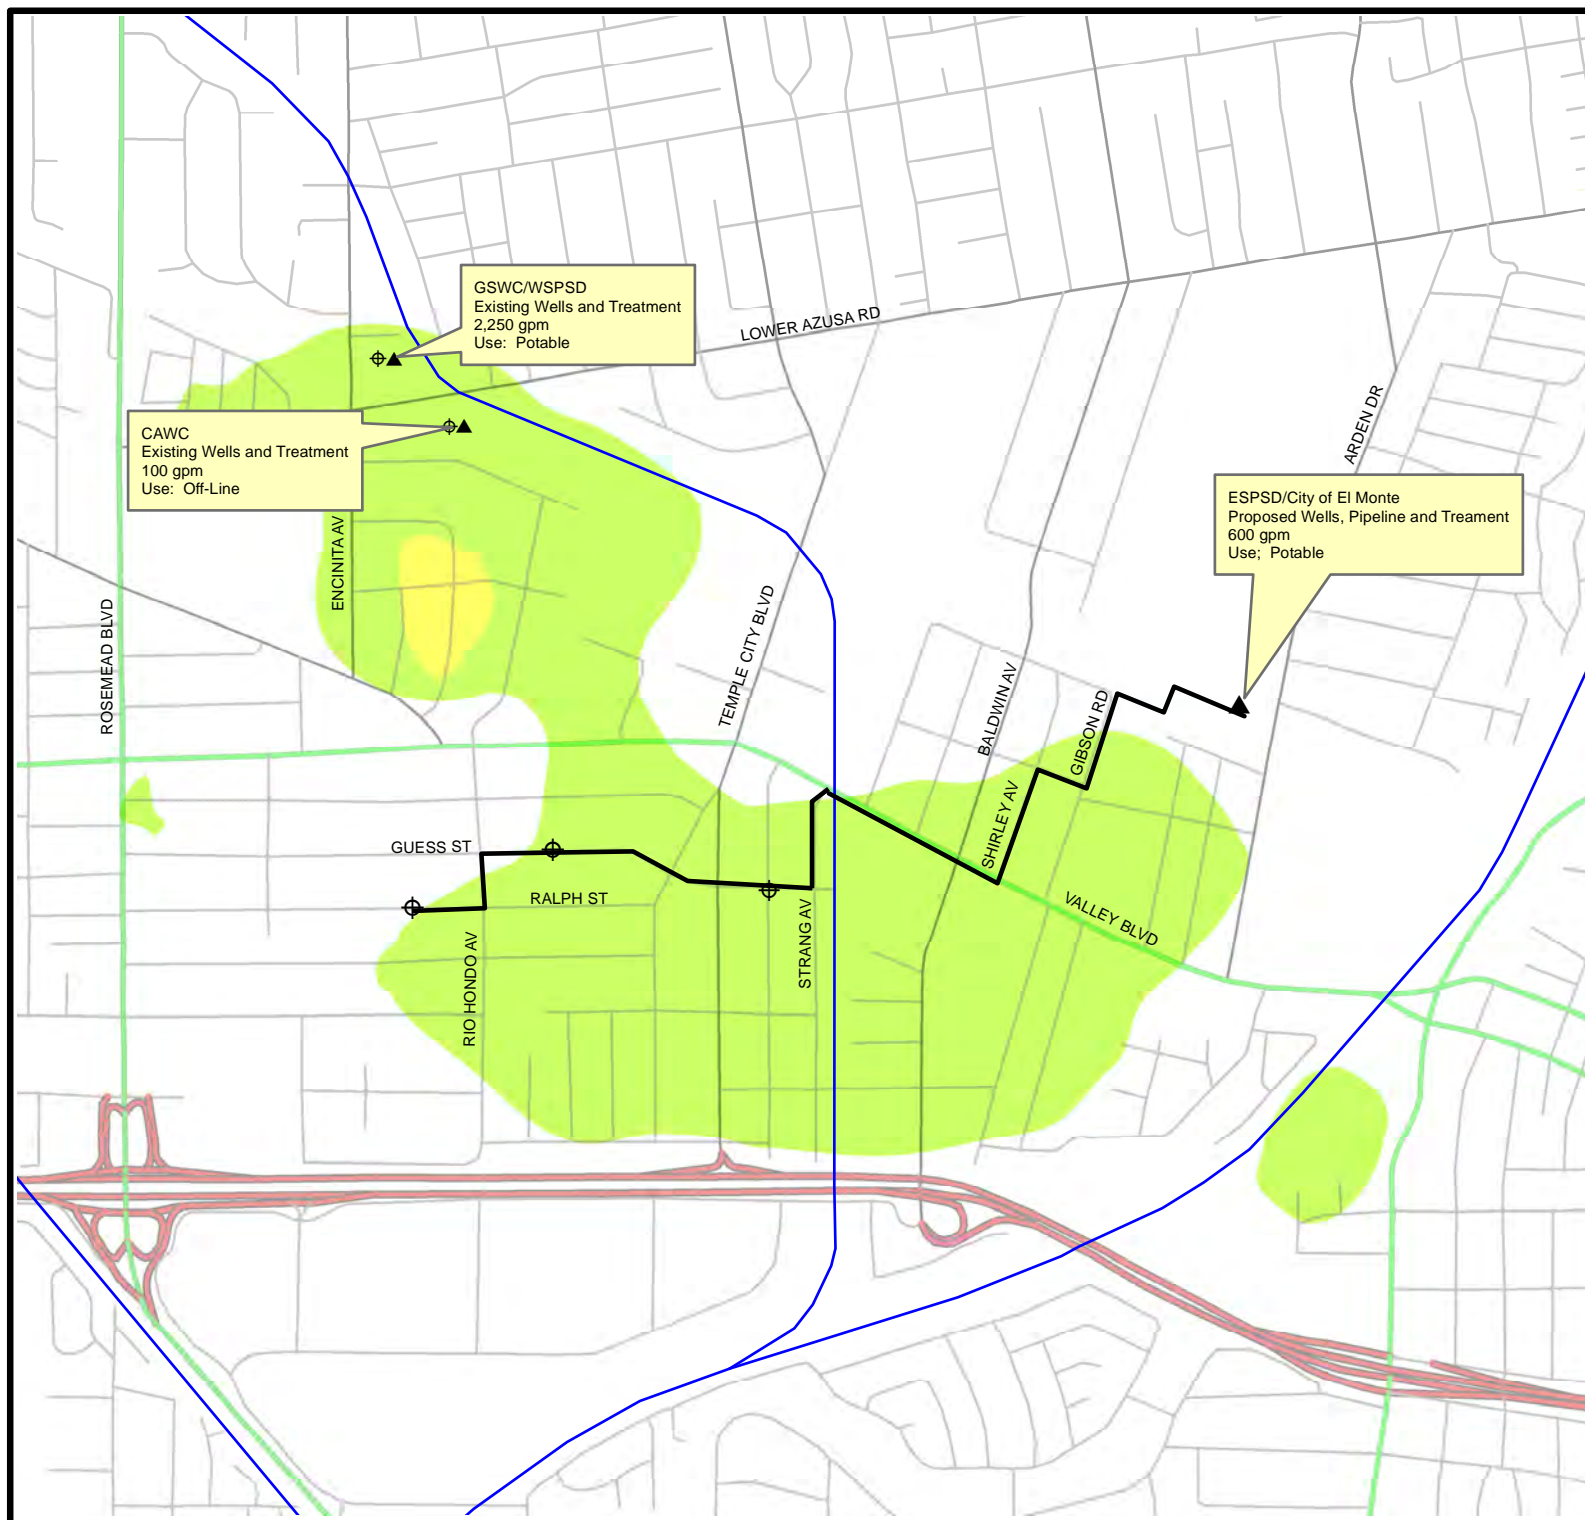 GSWC/WSPSD
Existing Wells and Treatment
2,250 gpm
Use: Potable
LOWER AZUSA RD
CAWC
Existing Wells and Treatment
100 gpm
Use: Off-Line
ARDEN DR
ESPSD/City of El Monte
Proposed Wells, Pipeline and Treament
600 gpm
Use; Potable
ENCINITA AV
ROSEMEAD BLVD
TEMPLE CITY BLVD
BALDWIN AV
GIBSON RD
SHIRLEY AV
GUESS ST
RALPH ST
STRANG AV
VALLEY BLVD
RIO HONDO AV